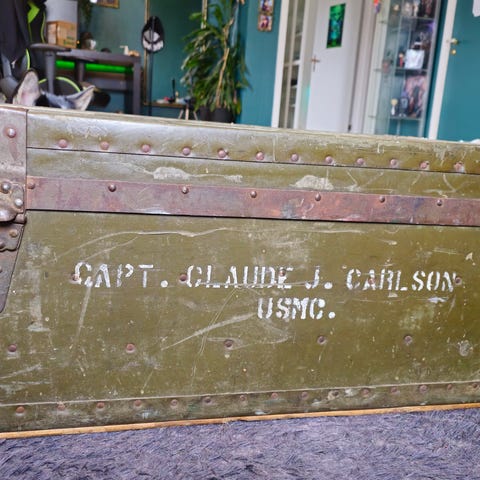 CAPT. CLAUDE J. CARLSON
USMC.